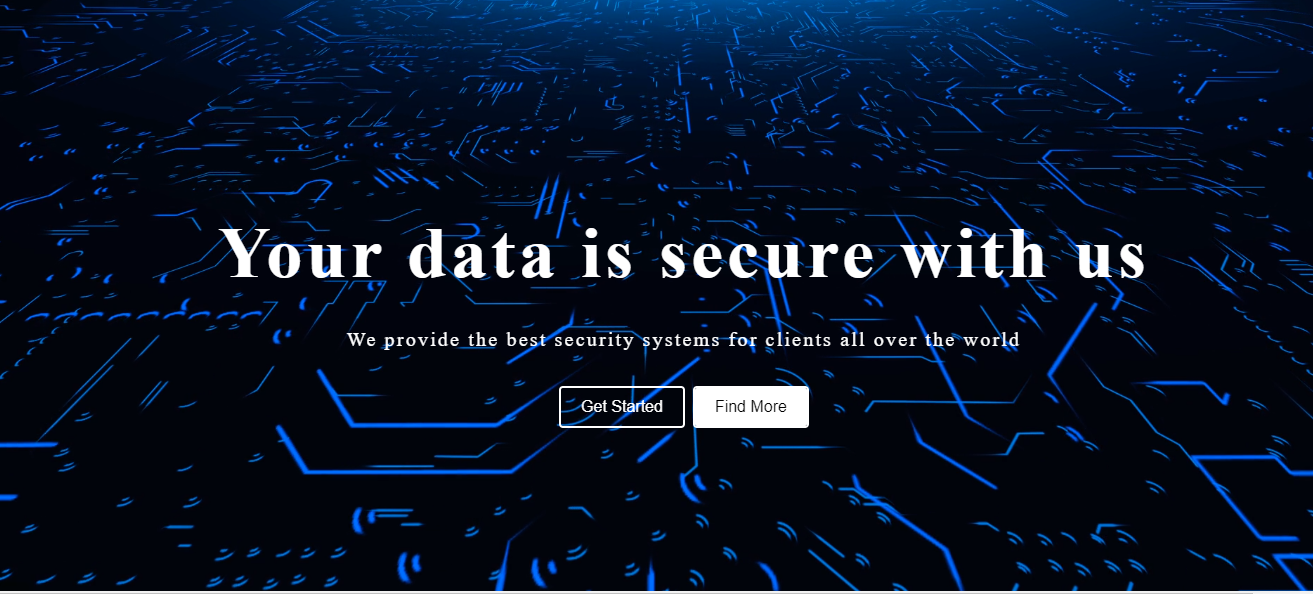 Your data is secure with us
We provide the best security systems for clients all over the world
Get Started Find More